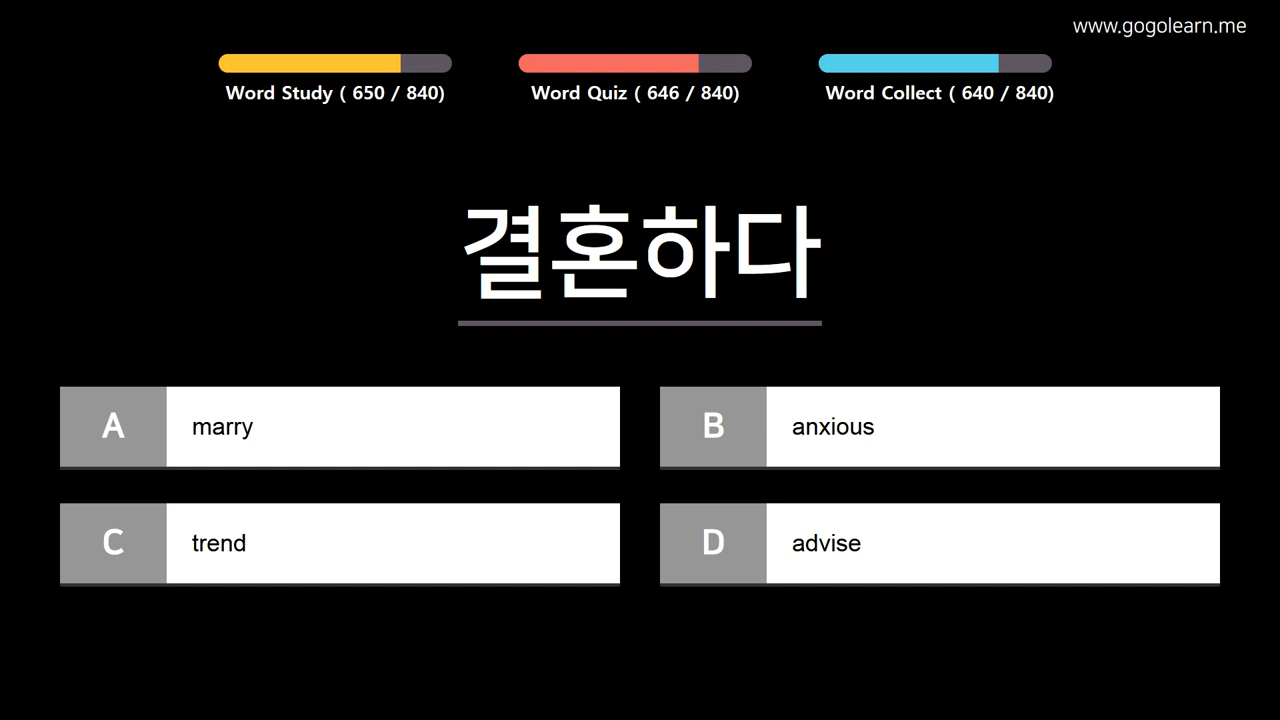 www.gogolearn.me
Word Study ( 650 / 840)
Word Quiz ( 646 / 840)
Word Collect ( 640 / 840)
결혼하다
A marry
B anxious
C trend
D advise